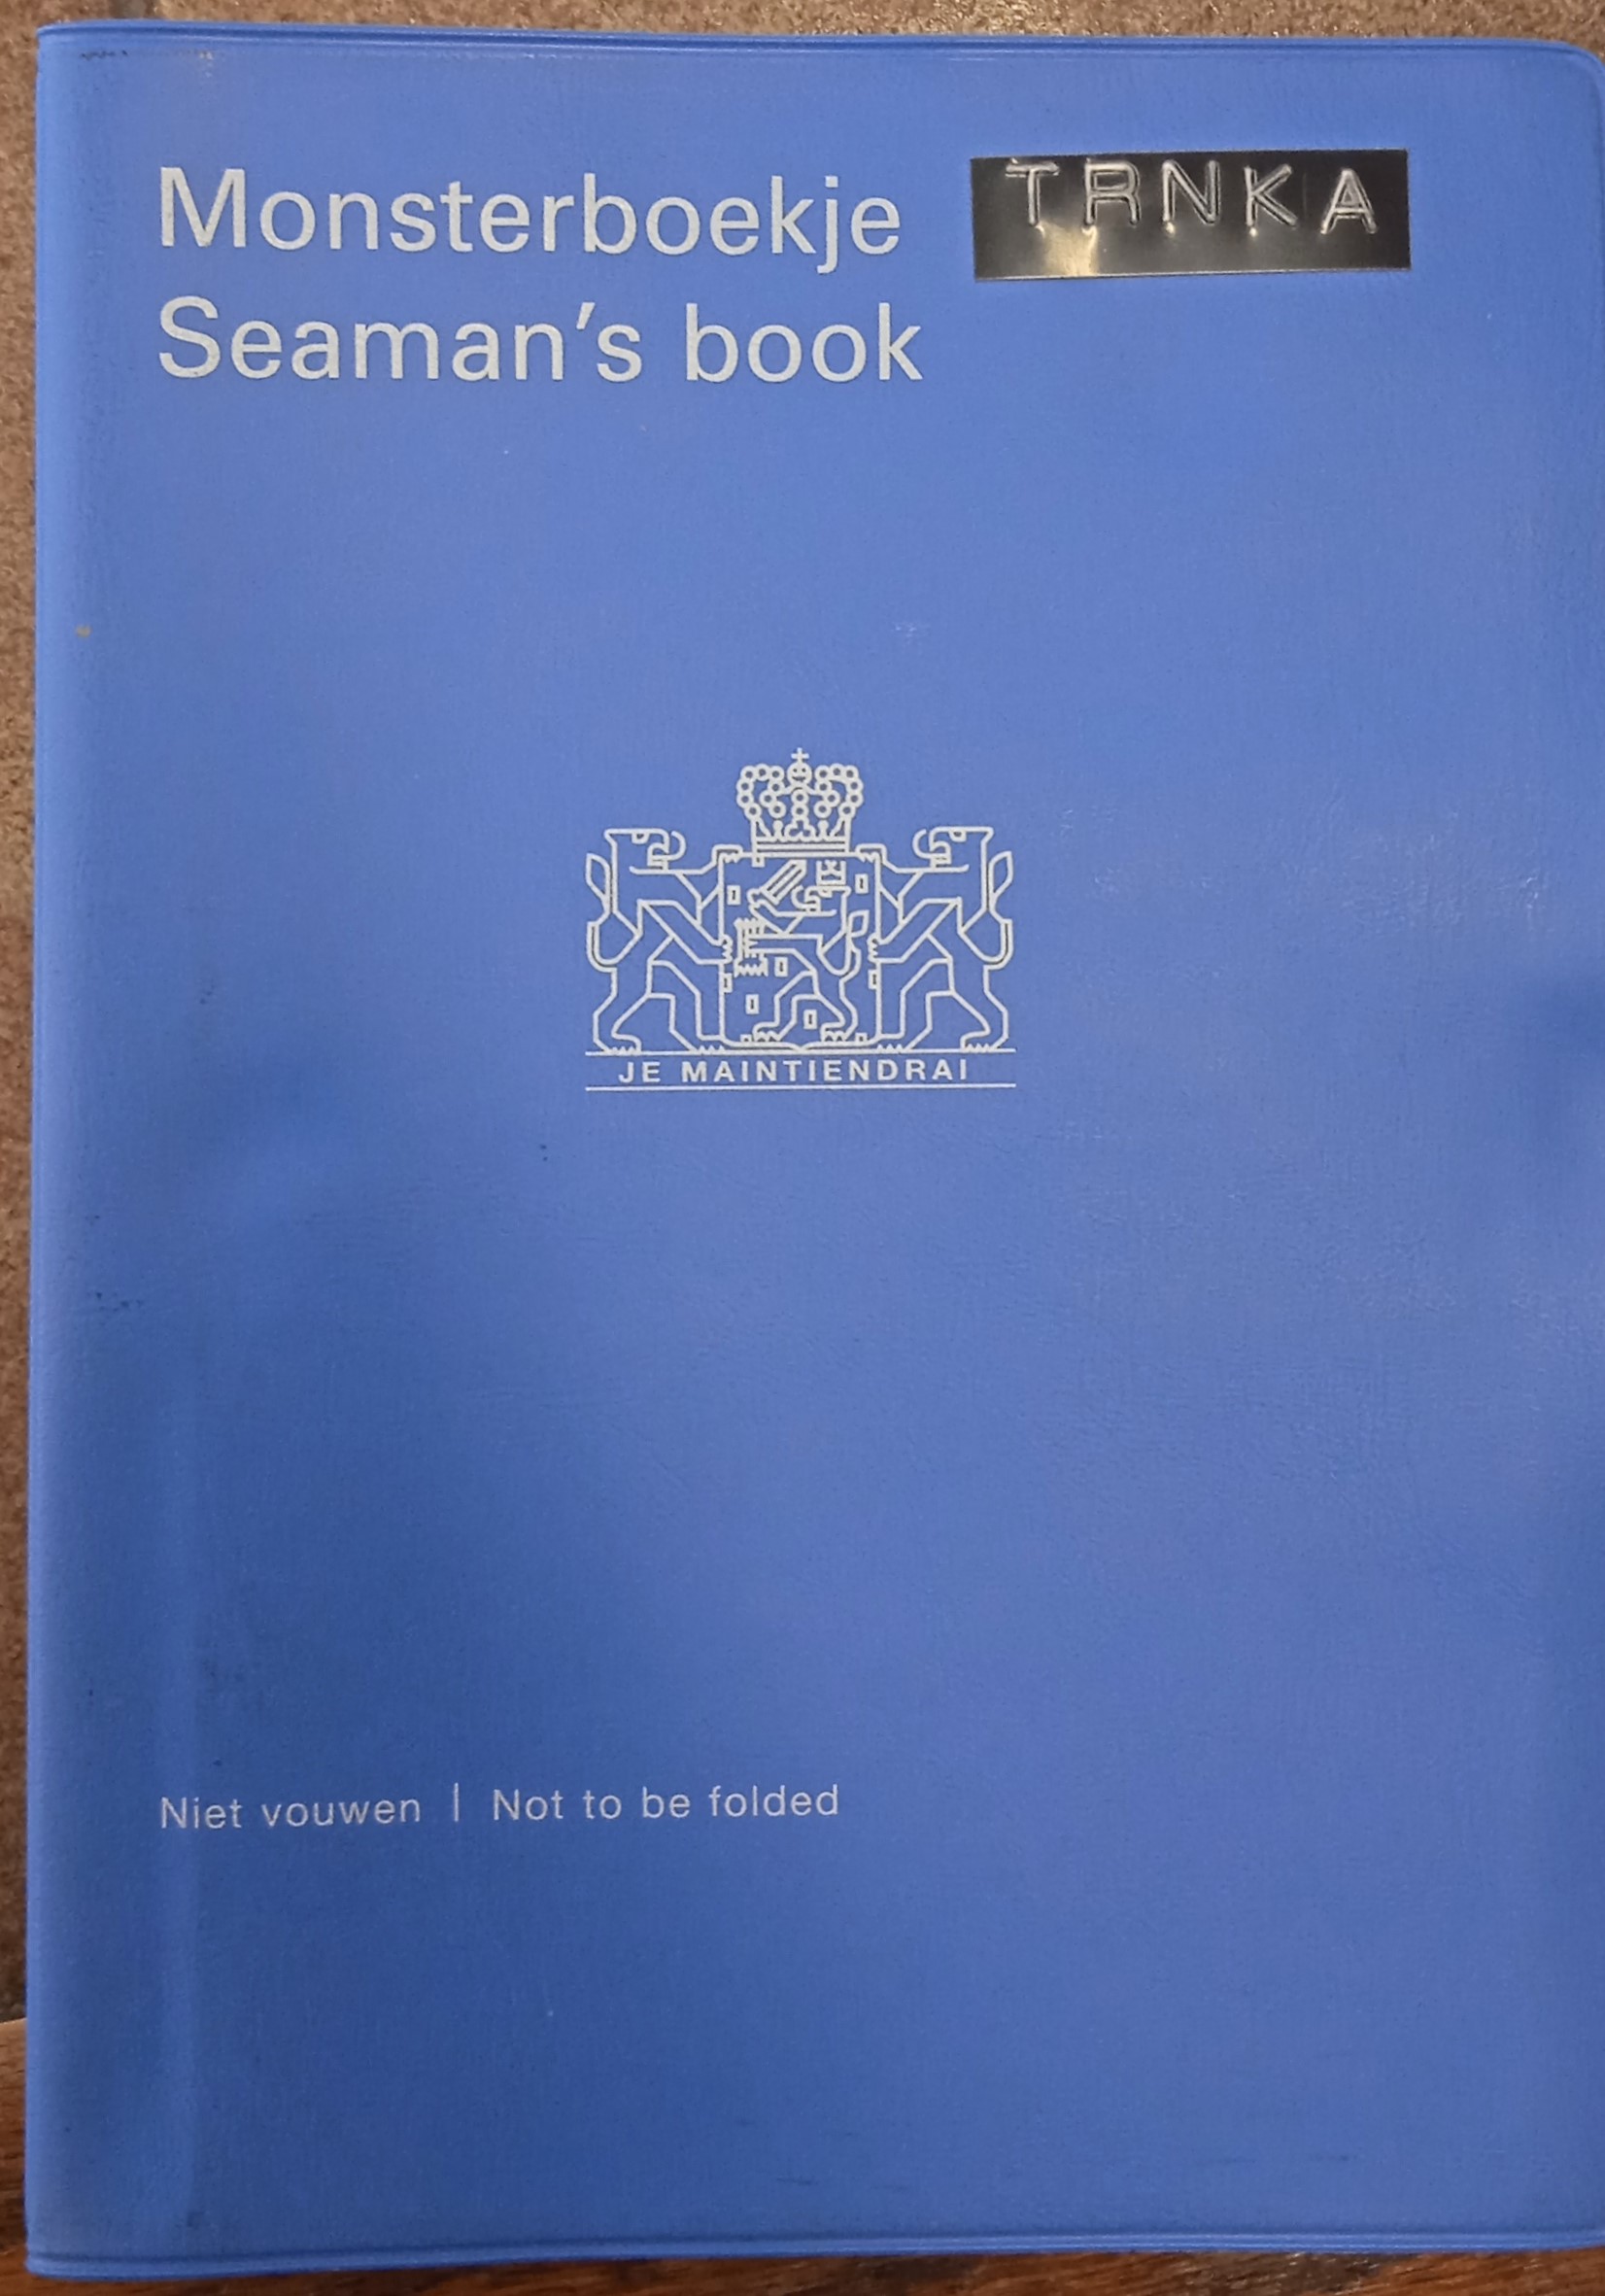 Monsterboekje
TRNKA
Seaman's book
JE MAINTIENDRAI
Niet vouwen | Not to be folded